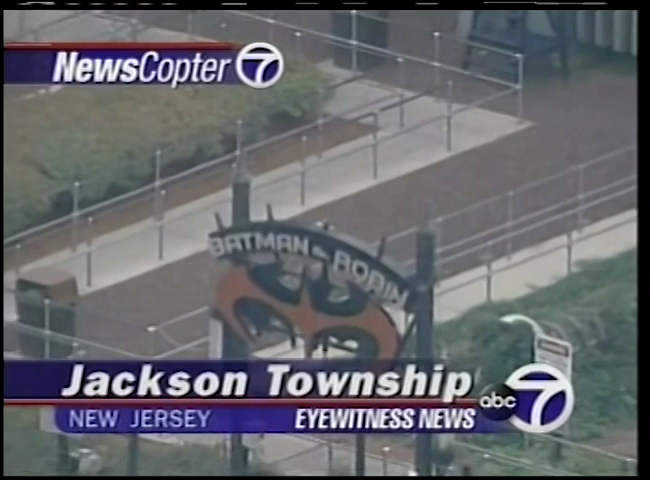 NewsCopter 7
BATMAN & ROBIN
Jackson Township
NEW JERSEY
EYEWITNESS NEWS
abc 7